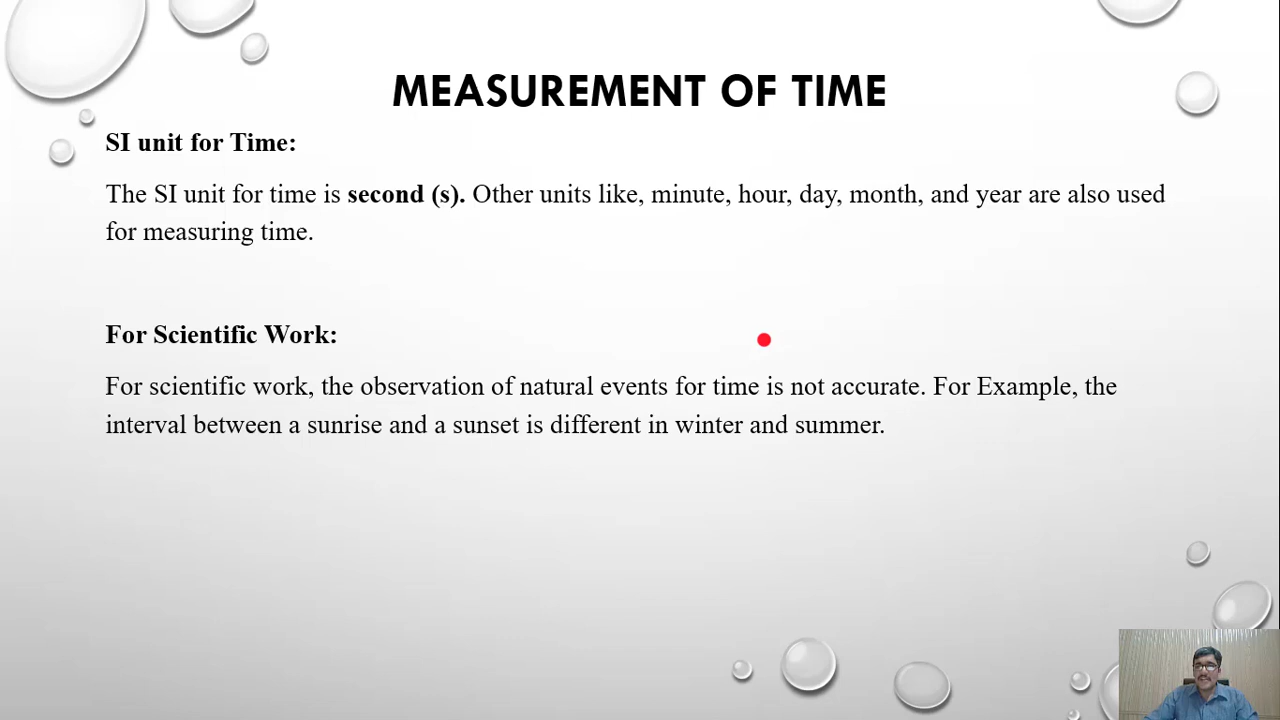 MEASUREMENT OF TIME
SI unit for Time:
The SI unit for time is second (s). Other units like, minute, hour, day, month, and year are also used
for measuring time.
For Scientific Work:
For scientific work, the observation of natural events for time is not accurate. For Example, the
interval between a sunrise and a sunset is different in winter and summer.